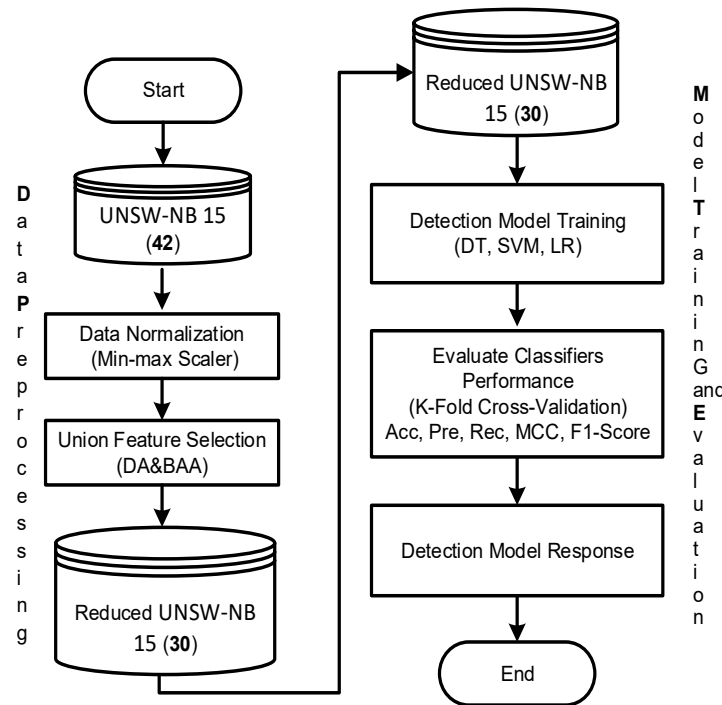 Start
UNSW-NB 15
(42)
Data Normalization
(Min-max Scaler)
Union Feature Selection
(DA&BAA)
Reduced UNSW-NB
15 (30)
Data Preprocessing
Reduced UNSW-NB
15 (30)
Detection Model Training
(DT, SVM, LR)
Evaluate Classifiers
Performance
(K-Fold Cross-Validation)
Acc, Pre, Rec, MCC, F1-Score
Detection Model Response
End
Model TraininG and Evaluation